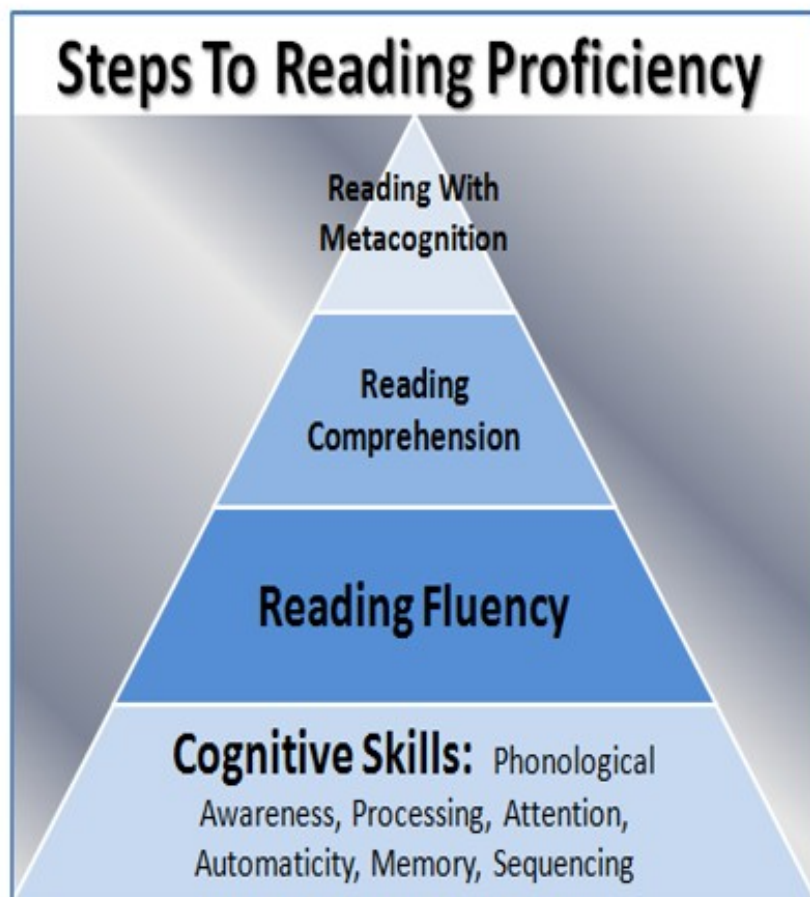 Steps To Reading Proficiency
Reading With
Metacognition
Reading
Comprehension
Reading Fluency
Cognitive Skills: Phonological
Awareness, Processing, Attention,
Automaticity, Memory, Sequencing